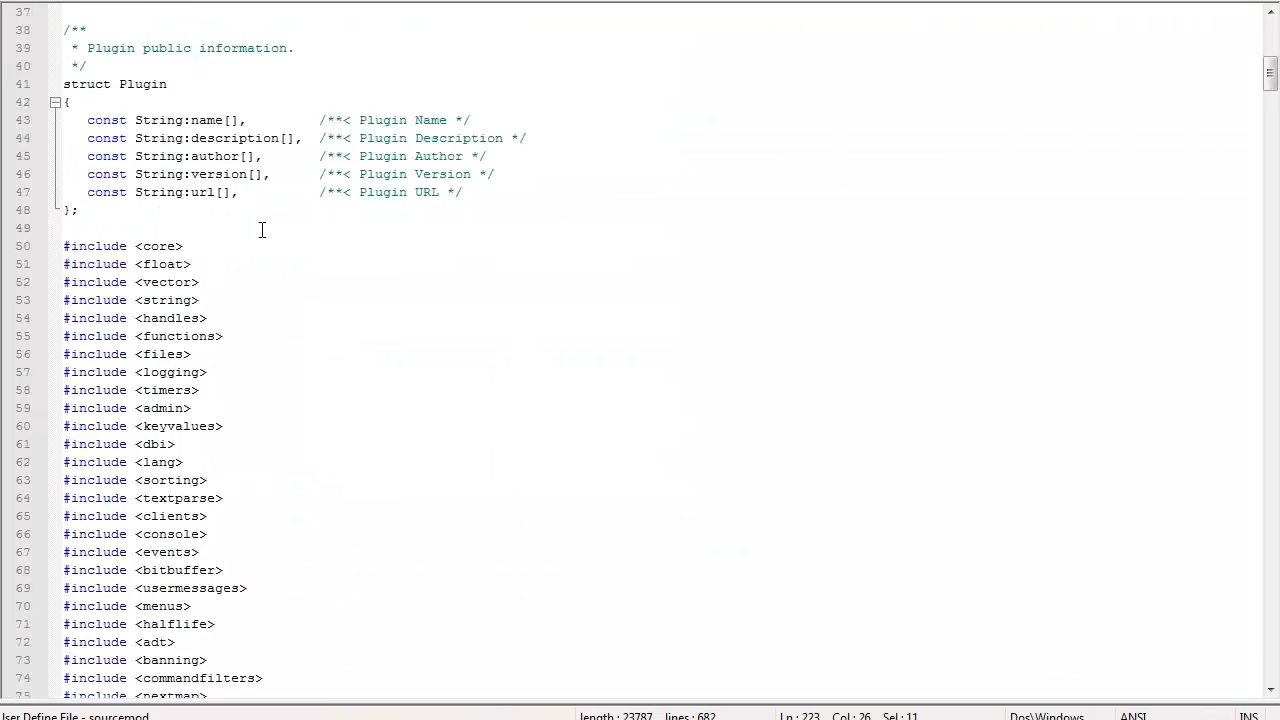 37
38 /**
39 * Plugin public information.
40 */
41 struct Plugin
42 {
43 const String:name[], /**< Plugin Name */
44 const String:description[], /**< Plugin Description */
45 const String:author[], /**< Plugin Author */
46 const String:version[], /**< Plugin Version */
47 const String:url[], /**< Plugin URL */
48 };
49
50 #include <core>
51 #include <float>
52 #include <vector>
53 #include <string>
54 #include <handles>
55 #include <functions>
56 #include <files>
57 #include <logging>
58 #include <timers>
59 #include <admin>
60 #include <keyvalues>
61 #include <dbi>
62 #include <lang>
63 #include <sorting>
64 #include <textparse>
65 #include <clients>
66 #include <console>
67 #include <events>
68 #include <bitbuffer>
69 #include <usermessages>
70 #include <menus>
71 #include <halflife>
72 #include <adt>
73 #include <banning>
74 #include <commandfilters>
75 #include <nextmap>
User Define File - sourcemod length : 23787 lines : 682 Ln : 223 Col : 26 Sel : 11 Dos\Windows ANSI INS